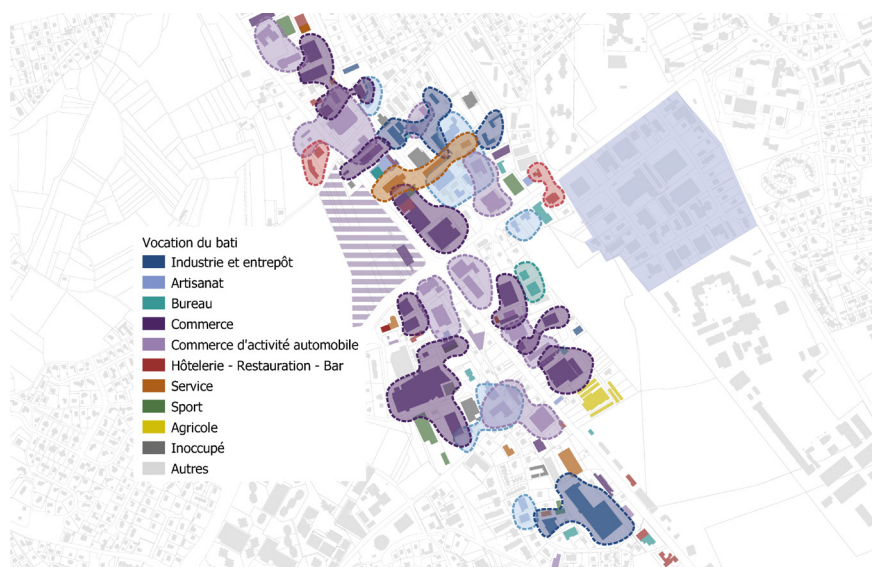 Vocation du bati
Industrie et entrepôt
Artisanat
Bureau
Commerce
Commerce d'activité automobile
Hôtelerie - Restauration - Bar
Service
Sport
Agricole
Inoccupé
Autres